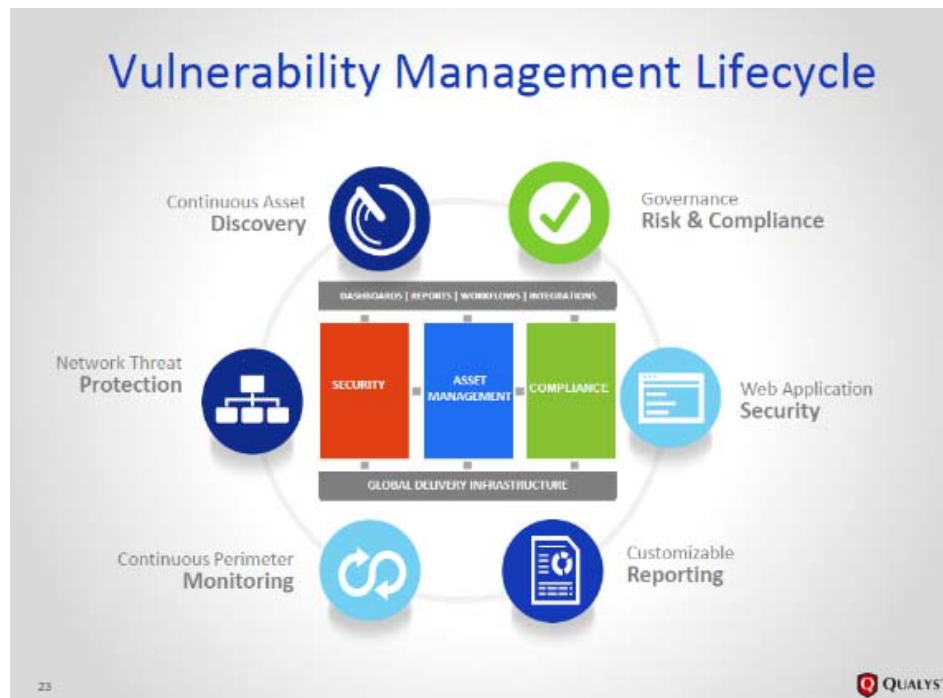 Vulnerability Management Lifecycle
Continuous Asset
Discovery
Governance
Risk & Compliance
DASHBOARDS | REPORTS | WORKFLOWS | INTEGRATIONS
Network Threat
Protection
SECURITY
ASSET
MANAGEMENT
COMPLIANCE
Web Application
Security
GLOBAL DELIVERY INFRASTRUCTURE
Continuous Perimeter
Monitoring
Customizable
Reporting
23
QUALYS